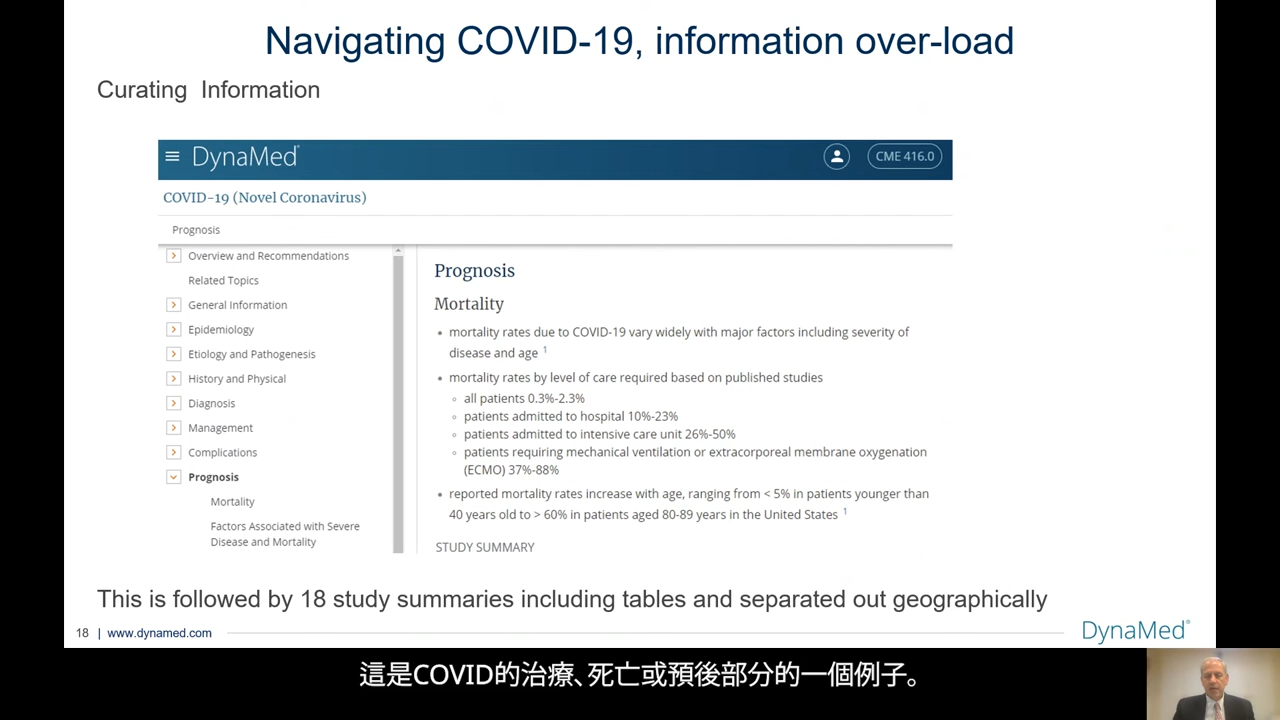 Navigating COVID-19, information over-load
Curating Information
DynaMed
CME 416.0
COVID-19 (Novel Coronavirus)
Prognosis
Overview and Recommendations
Related Topics
General Information
Epidemiology
Etiology and Pathogenesis
History and Physical
Diagnosis
Management
Complications
Prognosis
Mortality
Factors Associated with Severe
Disease and Mortality
Prognosis
Mortality
• mortality rates due to COVID-19 vary widely with major factors including severity of
disease and age 1
• mortality rates by level of care required based on published studies
◦ all patients 0.3%-2.3%
◦ patients admitted to hospital 10%-23%
◦ patients admitted to intensive care unit 26%-50%
◦ patients requiring mechanical ventilation or extracorporeal membrane oxygenation
(ECMO) 37%-88%
• reported mortality rates increase with age, ranging from < 5% in patients younger than
40 years old to > 60% in patients aged 80-89 years in the United States 1
STUDY SUMMARY
This is followed by 18 study summaries including tables and separated out geographically
18 | www.dynamed.com
DynaMed
這是COVID的治療、死亡或預後部分的一個例子。